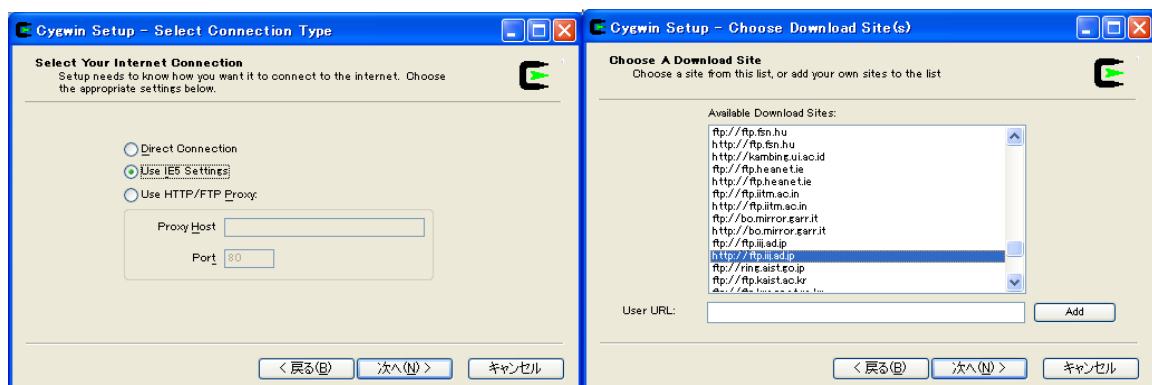 Cygwin Setup - Select Connection Type
Select Your Internet Connection
Setup needs to know how you want it to connect to the internet. Choose
the appropriate settings below.
Direct Connection
Use IE5 Settings
Use HTTP/FTP Proxy:
Proxy Host
Port 80
< 戻る(B) 次へ(N) > キャンセル
Cygwin Setup - Choose Download Site(s)
Choose A Download Site
Choose a site from this list, or add your own sites to the list
Available Download Sites:
ftp://ftp.fsn.hu
http://ftp.fsn.hu
http://kambing.ui.ac.id
ftp://ftp.heanet.ie
http://ftp.heanet.ie
ftp://ftp.iitm.ac.in
http://ftp.iitm.ac.in
ftp://bo.mirror.garr.it
http://bo.mirror.garr.it
ftp://ftp.iij.ad.jp
http://ftp.iij.ad.jp
ftp://ring.aist.go.jp
ftp://ftp.kaist.ac.kr
User URL: Add
< 戻る(B) 次へ(N) > キャンセル